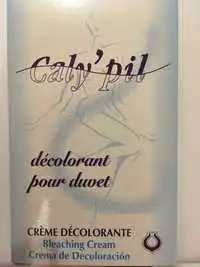 Caly'pil
décolorant
pour duvet
CRÈME DÉCOLORANTE
Bleaching Cream
Crema de Decoloración